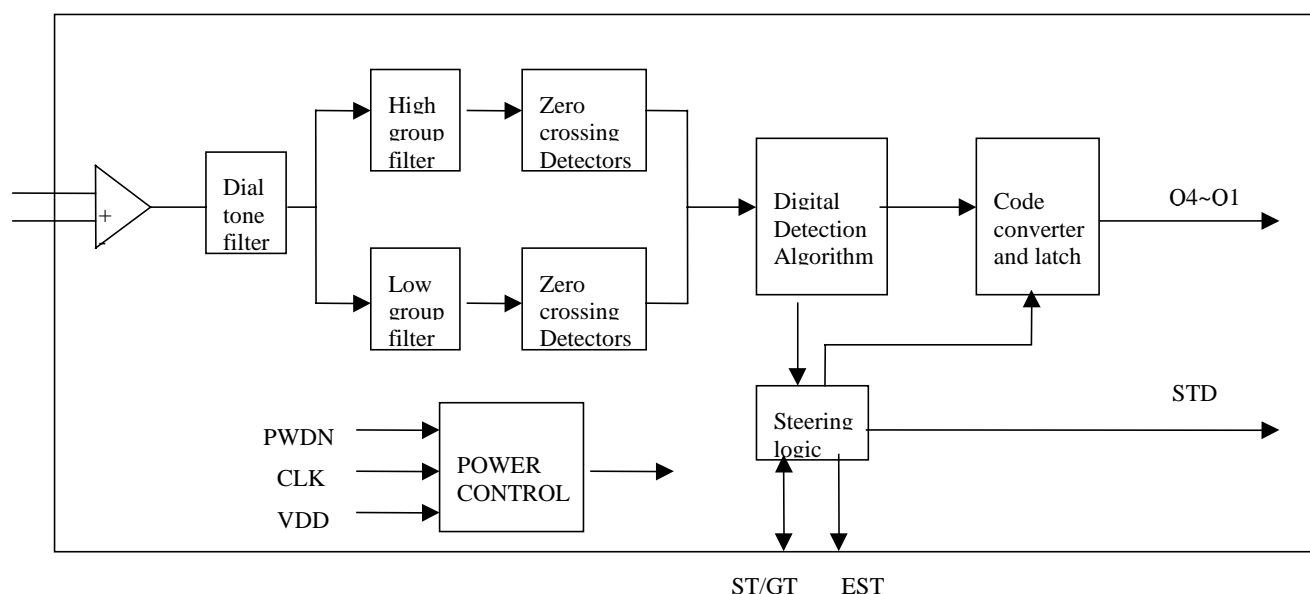 High
group
filter
Zero
crossing
Detectors
+
-
Dial
tone
filter
Digital
Detection
Algorithm
Code
converter
and latch
O4~O1
Low
group
filter
Zero
crossing
Detectors
PWDN
CLK
VDD
POWER
CONTROL
Steering
logic
STD
ST/GT
EST